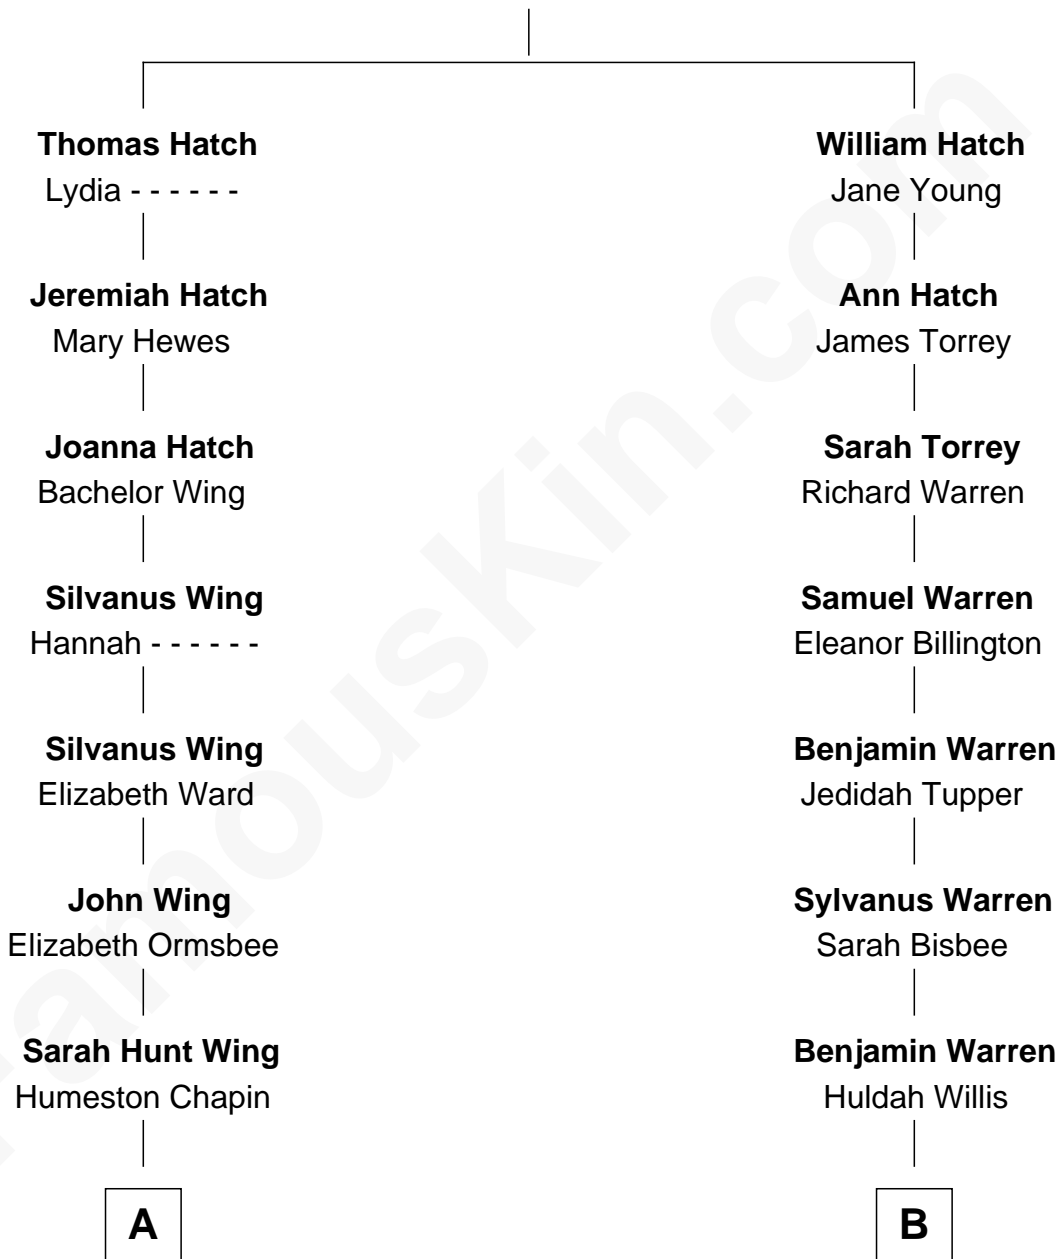 Thomas Hatch
Lydia - - - - - -
William Hatch
Jane Young
Jeremiah Hatch
Mary Hewes
Ann Hatch
James Torrey
Joanna Hatch
Bachelor Wing
Sarah Torrey
Richard Warren
Silvanus Wing
Hannah - - - - - -
Samuel Warren
Eleanor Billington
Silvanus Wing
Elizabeth Ward
Benjamin Warren
Jedidah Tupper
John Wing
Elizabeth Ormsbee
Sylvanus Warren
Sarah Bisbee
Sarah Hunt Wing
Humeston Chapin
Benjamin Warren
Huldah Willis
A
B
FamousKin.com